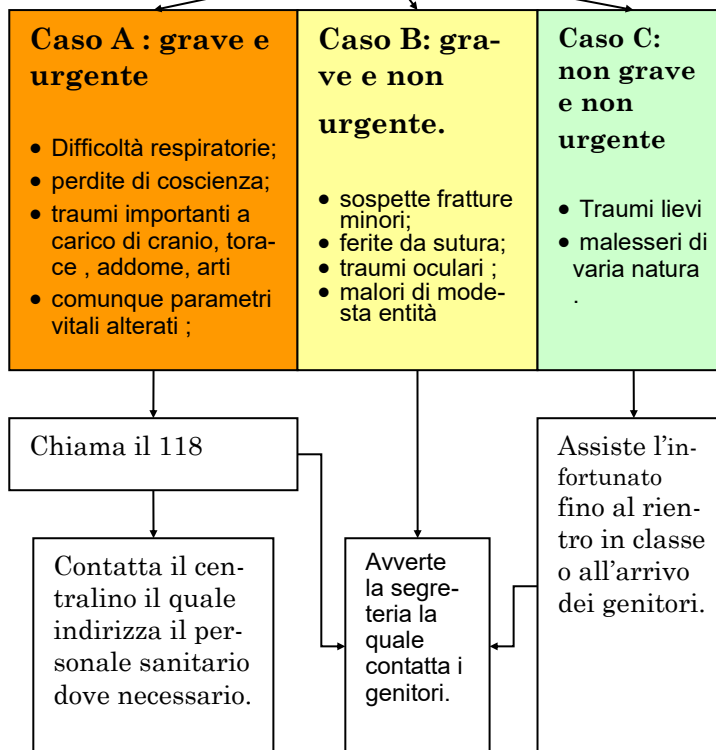 Caso A : grave e
urgente
• Difficoltà respiratorie;
• perdite di coscienza;
• traumi importanti a
carico di cranio, tora-
ce , addome, arti
• comunque parametri
vitali alterati ;
Caso B: gra-
ve e non
urgente.
• sospette fratture
minori;
• ferite da sutura;
• traumi oculari ;
• malori di mode-
sta entità
Caso C:
non grave
e non
urgente
• Traumi lievi
• malesseri di
varia natura
.
Chiama il 118
Contatta il cen-
tralino il quale
indirizza il per-
sonale sanitario
dove necessario.
Avverte
la segre-
teria la
quale
contatta i
genitori.
Assiste l'in-
fortunato
fino al rien-
tro in classe
o all'arrivo
dei genitori.